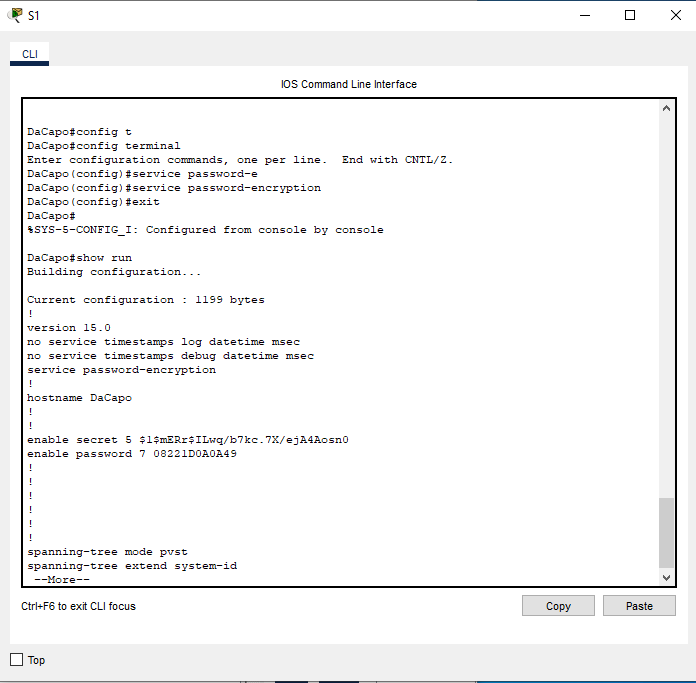 S1
CLI
IOS Command Line Interface
DaCapo#config t
DaCapo#config terminal
Enter configuration commands, one per line.  End with CNTL/Z.
DaCapo(config)#service password-e
DaCapo(config)#service password-encryption
DaCapo(config)#exit
DaCapo#
%SYS-5-CONFIG_I: Configured from console by console
DaCapo#show run
Building configuration...
Current configuration : 1199 bytes
!
version 15.0
no service timestamps log datetime msec
no service timestamps debug datetime msec
service password-encryption
!
hostname DaCapo
!
!
enable secret 5 $1$mERr$ILwq/b7kc.7X/ejA4Aosn0
enable password 7 08221D0A0A49
!
!
!
!
!
!
spanning-tree mode pvst
spanning-tree extend system-id
 --More--
Ctrl+F6 to exit CLI focus
Copy
Paste
Top